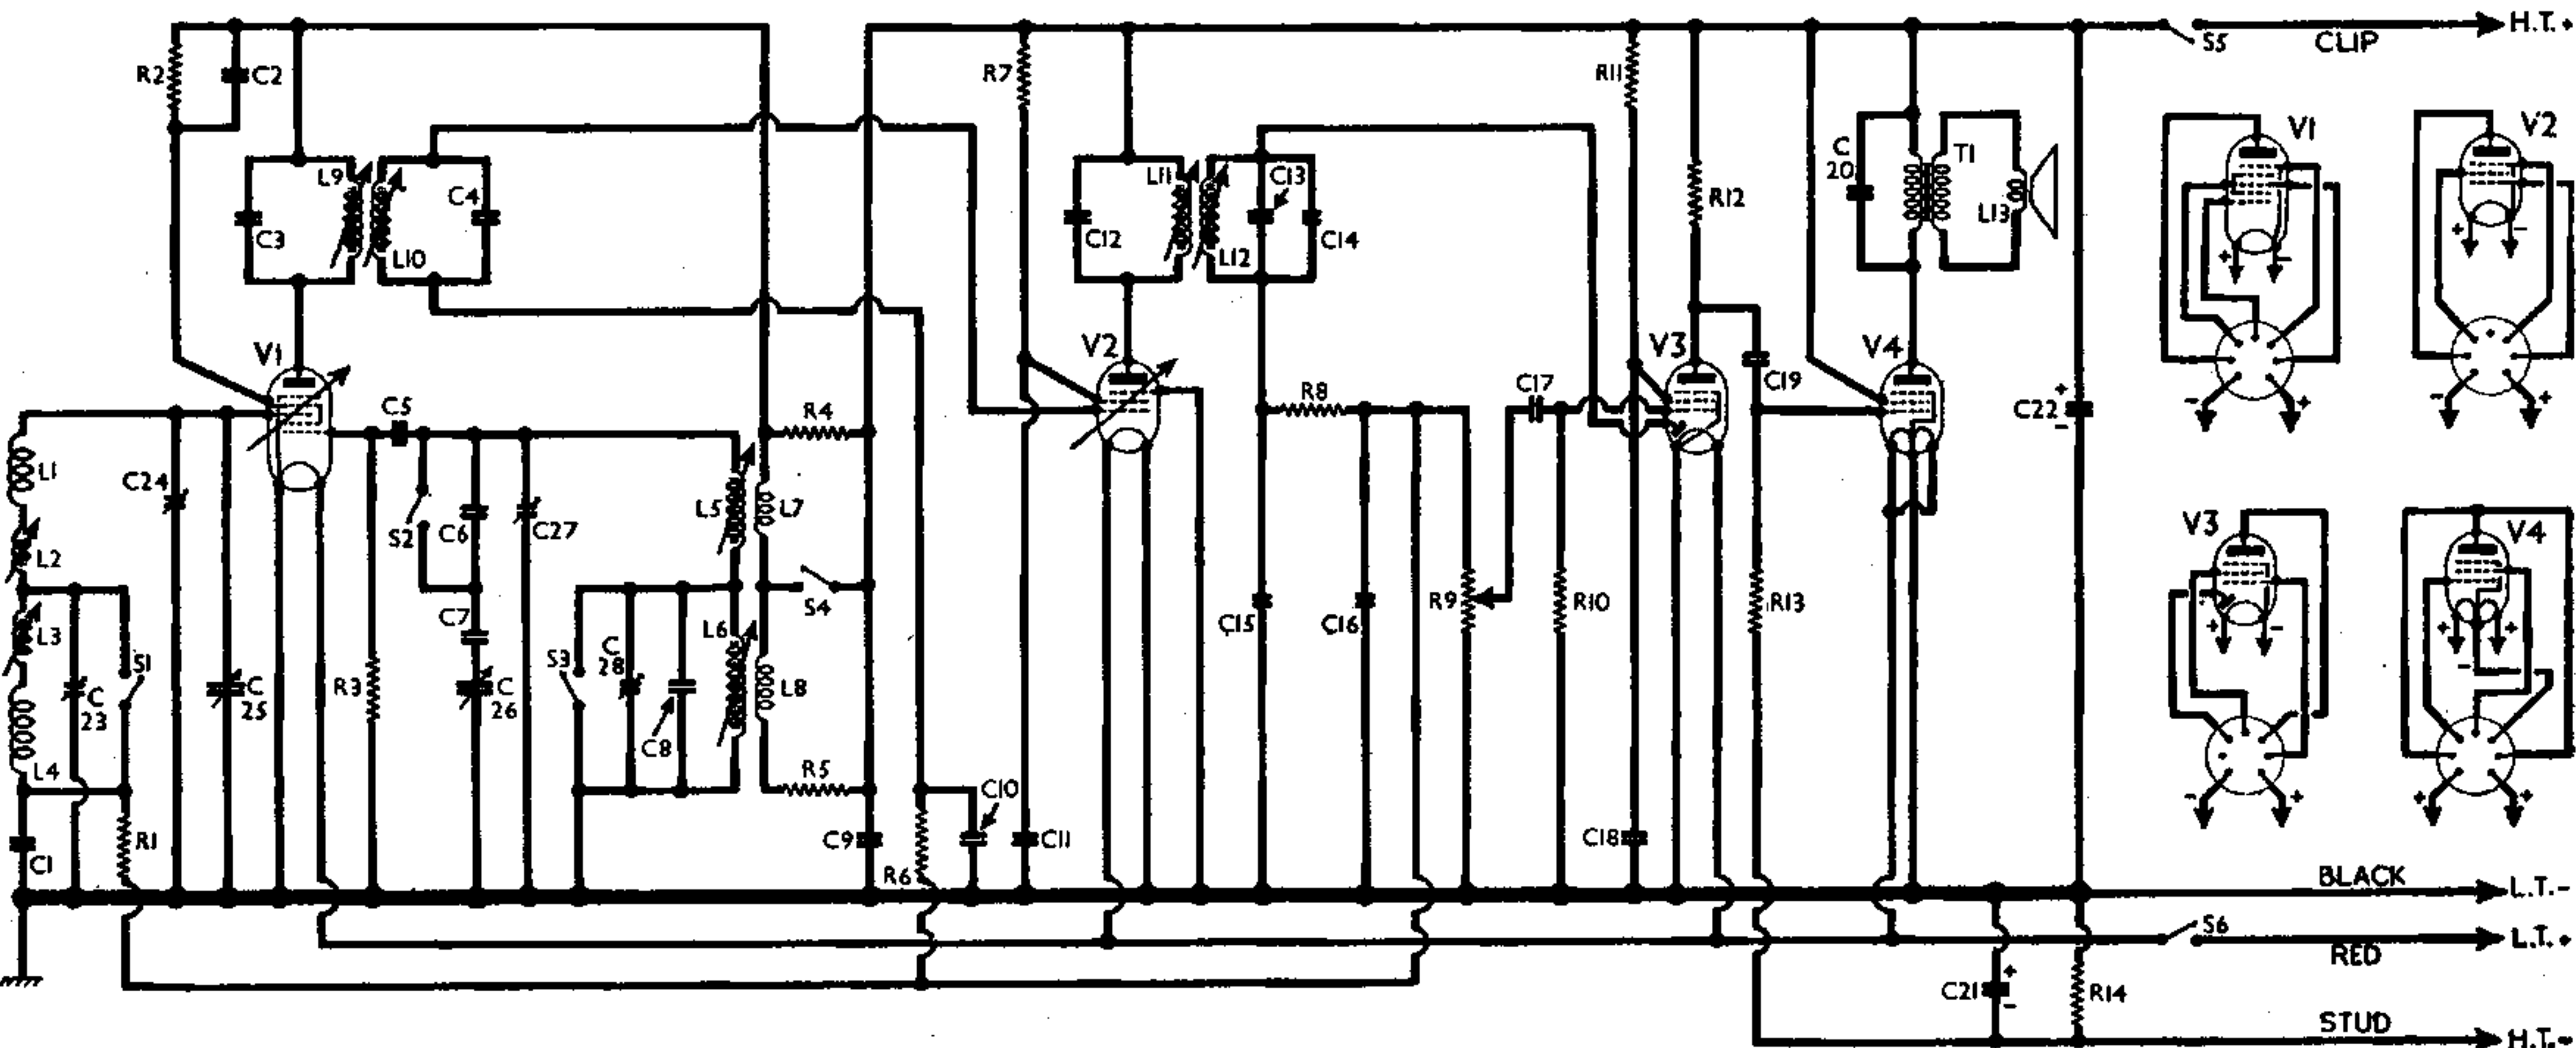 H.T.+
S5
CLIP
R2
C2
R7
R11
C
20
T1
L13
V1
V2
L9
C3
L10
C4
L11
C12
L12
C13
C14
R12
V1
V2
V3
V4
C5
R4
R8
C17
C19
C22
+
-
L1
C24
S2
C6
C27
L5
L7
L2
L3
S1
C
23
C
25
R3
C7
C
26
S3
C
28
C8
L6
L8
S4
C15
C16
R9
R10
R13
V3
V4
L4
C1
R1
R5
C9
R6
C10
C11
C18
BLACK
L.T.-
S6
RED
L.T.+
C21
+
-
R14
STUD
H.T.-
+
-
-
+
+
-
-
+
+
-
-
+
+
-
+
+
+